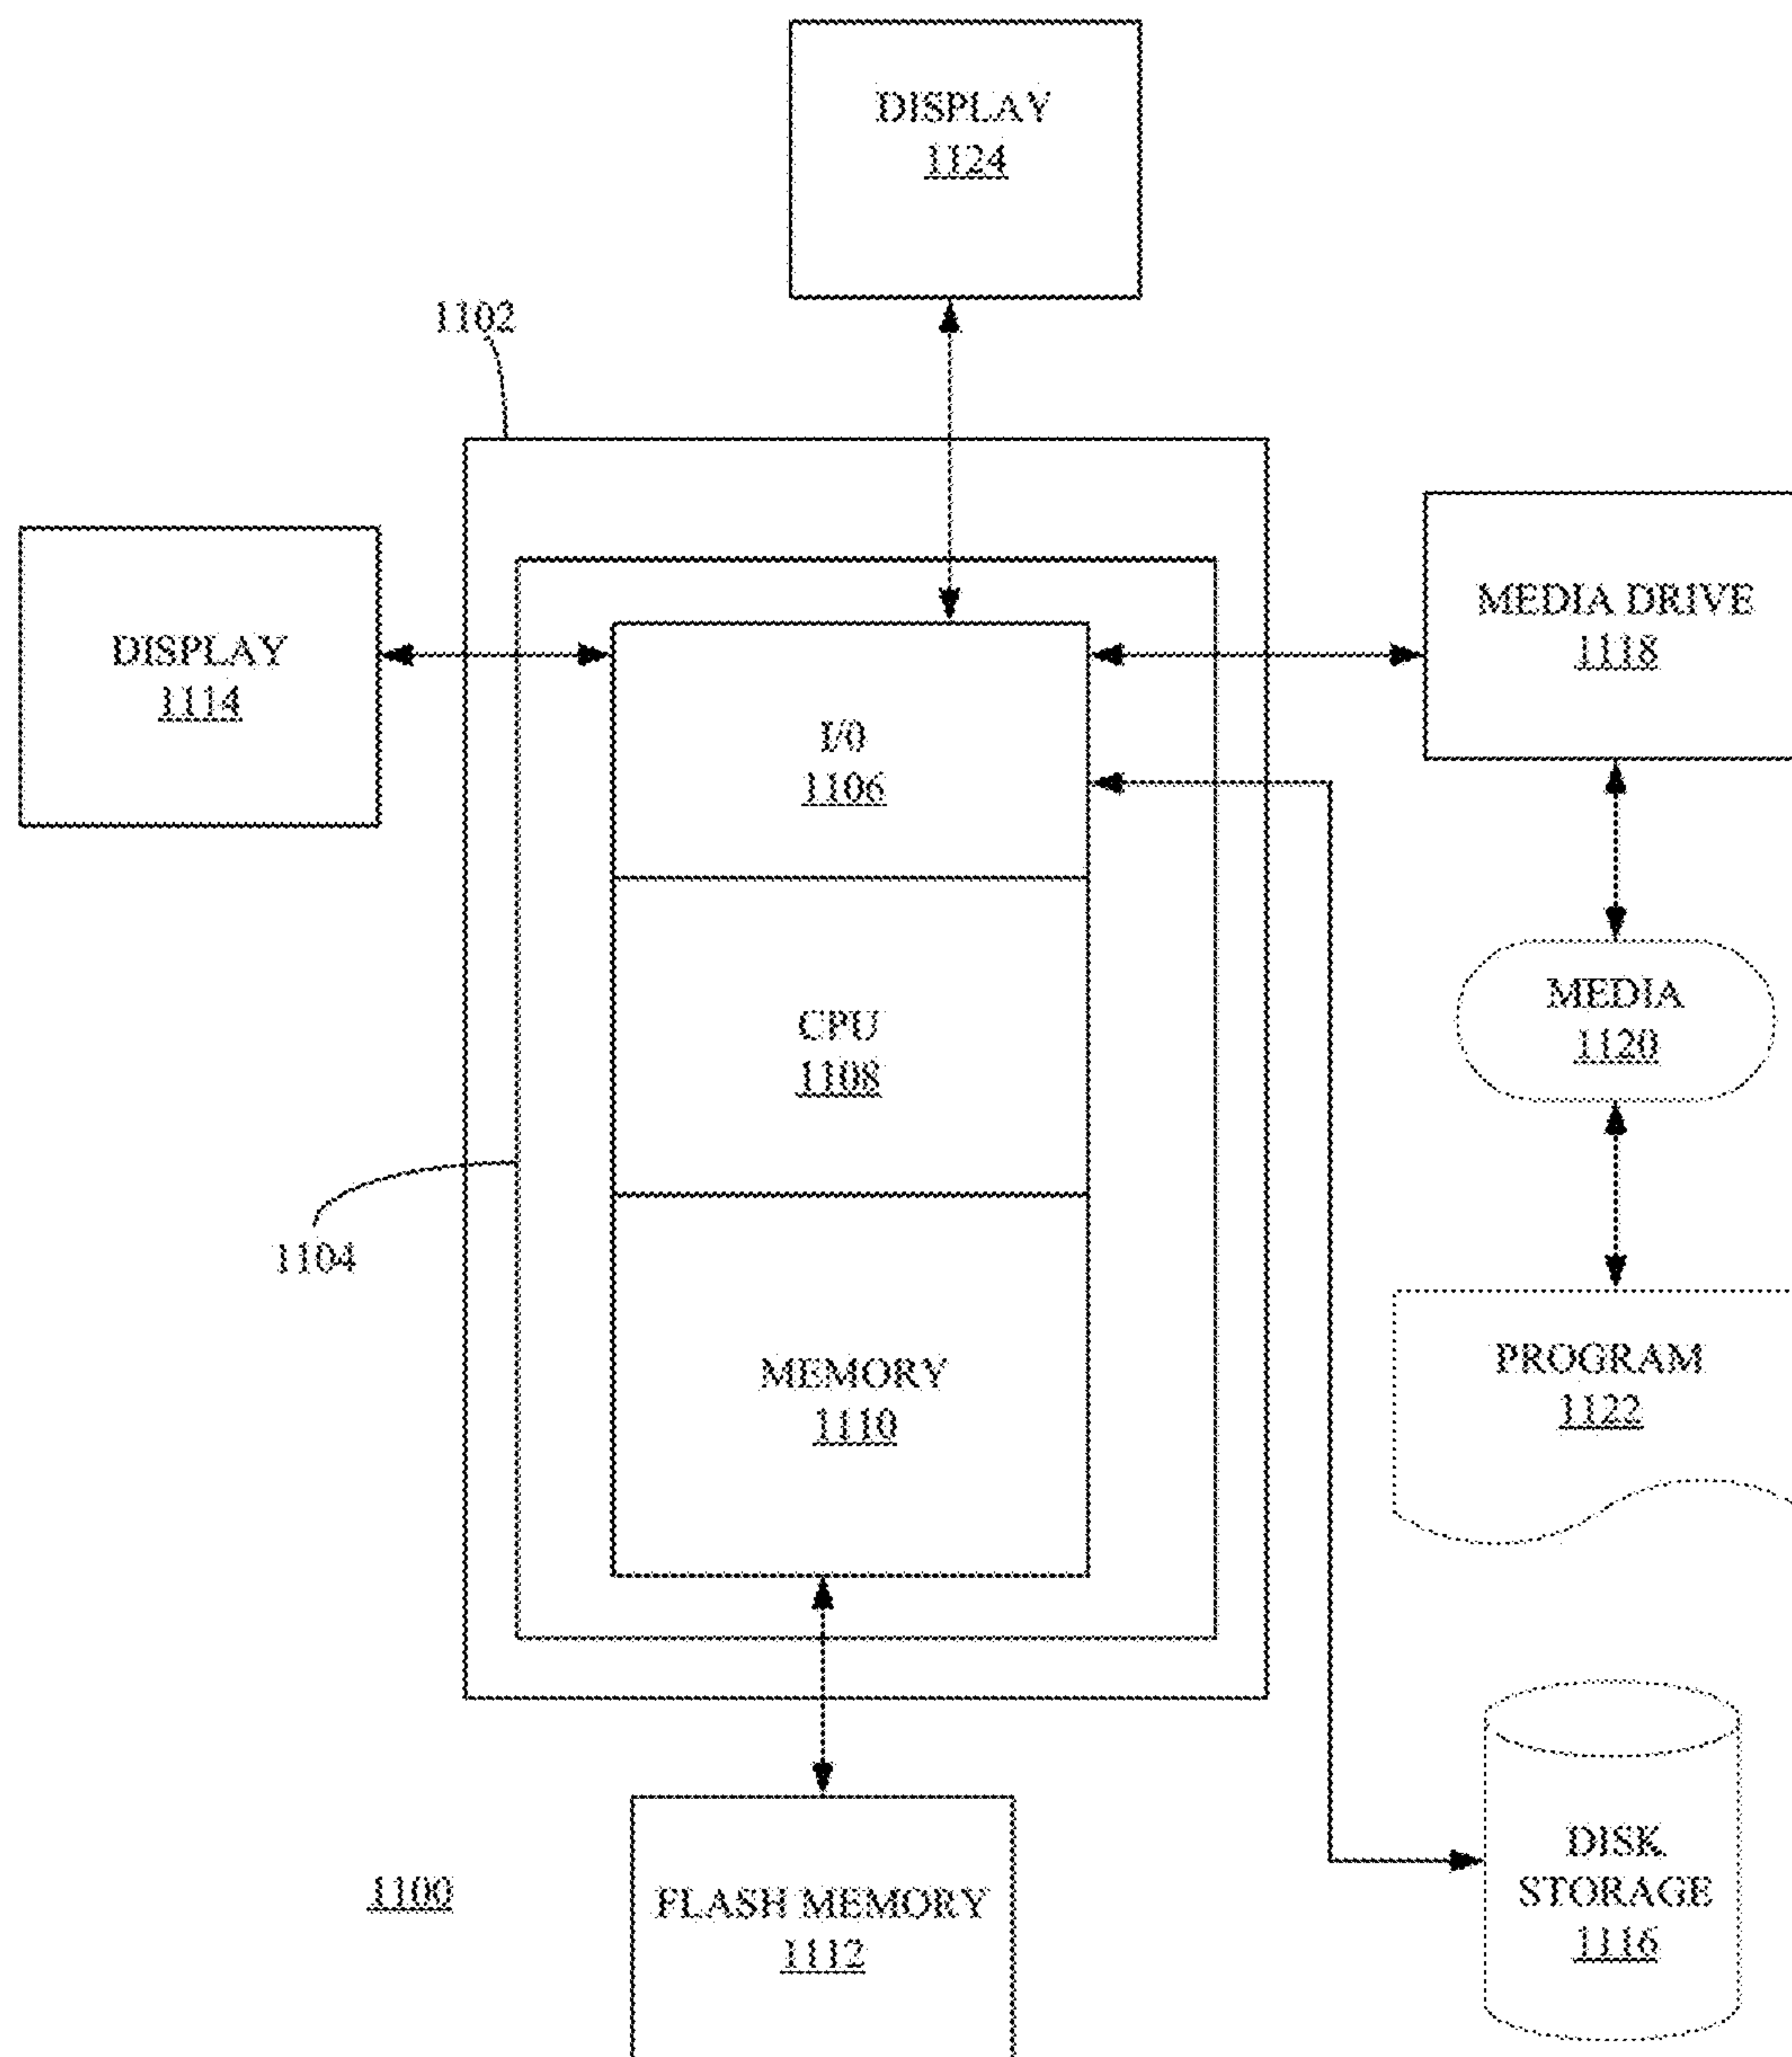 DISPLAY
1124
1102
DISPLAY
1114
MEDIA DRIVE
1118
I/0
1106
CPU
1108
MEDIA
1120
1104
MEMORY
1110
PROGRAM
1122
DISK
STORAGE
1116
1100
FLASH MEMORY
1112